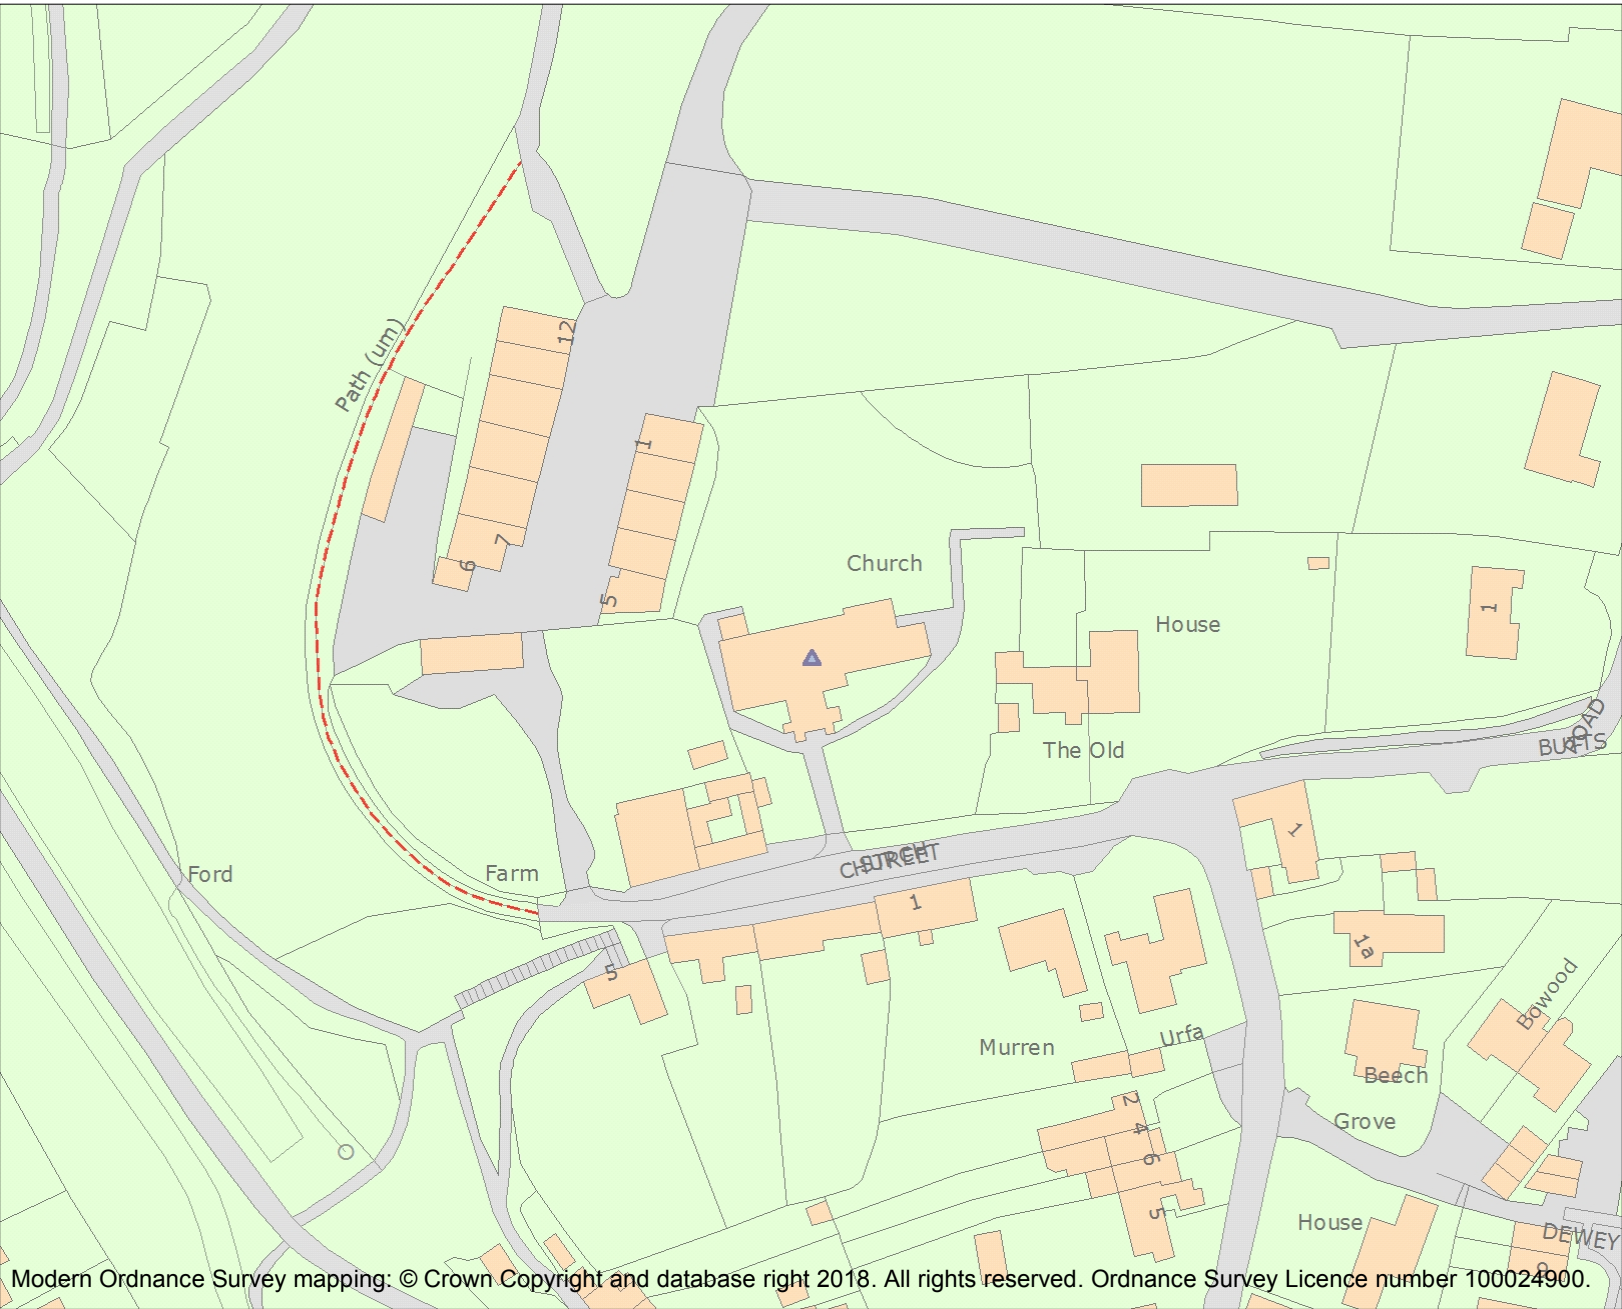 12
Path (um)
1
7
6
5
Church
House
1
The Old
ROAD
BUTTS
CHURCH
STREET
1
Ford
Farm
1
1a
5
Bowood
Murren
Urfa
Beech
2
4
Grove
6
5
House
DEWEY
9
Modern Ordnance Survey mapping: © Crown Copyright and database right 2018. All rights reserved. Ordnance Survey Licence number 100024900.